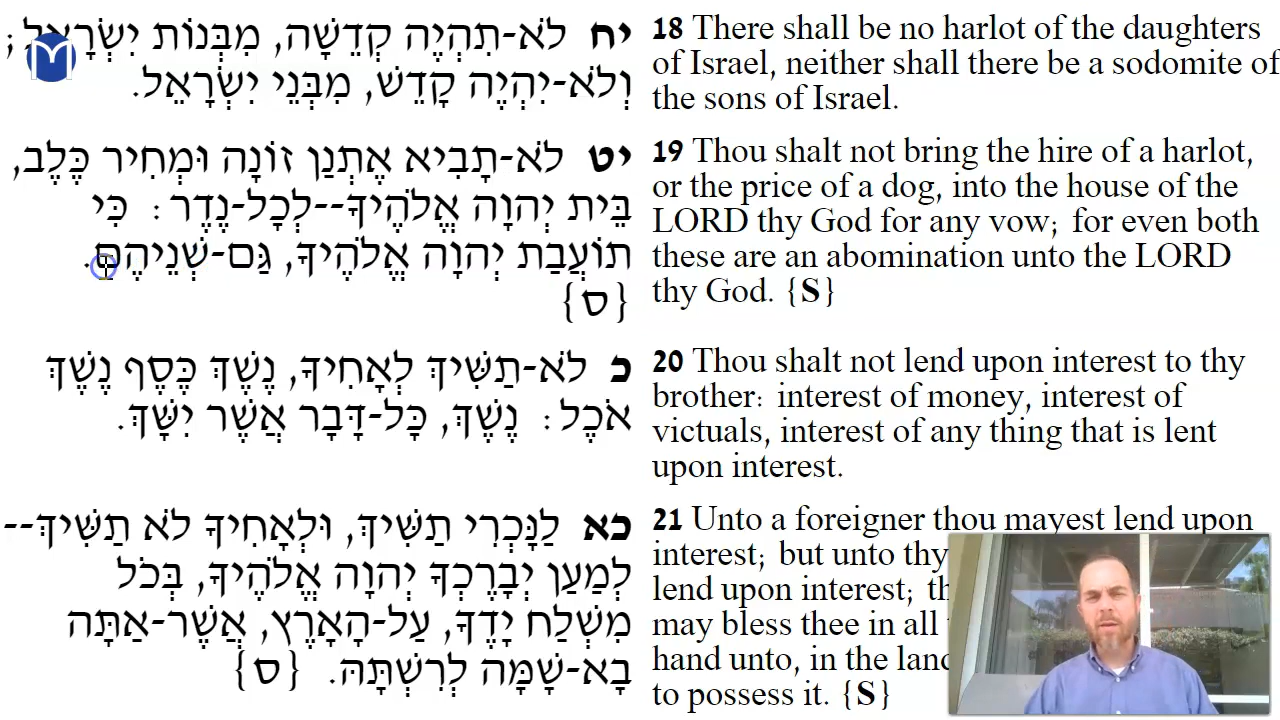 יח לֹא-תִהְיֶה קְדֵשָׁה, מִבְּנוֹת יִשְׂרָאֵל;
וְלֹא-יִהְיֶה קָדֵשׁ, מִבְּנֵי יִשְׂרָאֵל.
יט לֹא-תָבִיא אֶתְנַן זוֹנָה וּמְחִיר כֶּלֶב,
בֵּית יְהוָה אֱלֹהֶיךָ--לְכָל-נֶדֶר: כִּי
תוֹעֲבַת יְהוָה אֱלֹהֶיךָ, גַּם-שְׁנֵיהֶם.
{ס}
כ לֹא-תַשִּׁיךְ לְאָחִיךָ, נֶשֶׁךְ כֶּסֶף נֶשֶׁךְ
אֹכֶל: נֶשֶׁךְ, כָּל-דָּבָר אֲשֶׁר יִשָּׁךְ.
כא לַנָּכְרִי תַשִּׁיךְ, וּלְאָחִיךָ לֹא תַשִּׁיךְ--
לְמַעַן יְבָרֶכְךָ יְהוָה אֱלֹהֶיךָ, בְּכֹל
מִשְׁלַח יָדֶךָ, עַל-הָאָרֶץ, אֲשֶׁר-אַתָּה
בָא-שָׁמָּה לְרִשְׁתָּהּ. {ס}
18 There shall be no harlot of the daughters
of Israel, neither shall there be a sodomite of
the sons of Israel.
19 Thou shalt not bring the hire of a harlot,
or the price of a dog, into the house of the
LORD thy God for any vow; for even both
these are an abomination unto the LORD
thy God. {S}
20 Thou shalt not lend upon interest to thy
brother: interest of money, interest of
victuals, interest of any thing that is lent
upon interest.
21 Unto a foreigner thou mayest lend upon
interest; but unto thy
lend upon interest;
may bless thee in all
hand unto, in the land
to possess it. {S}